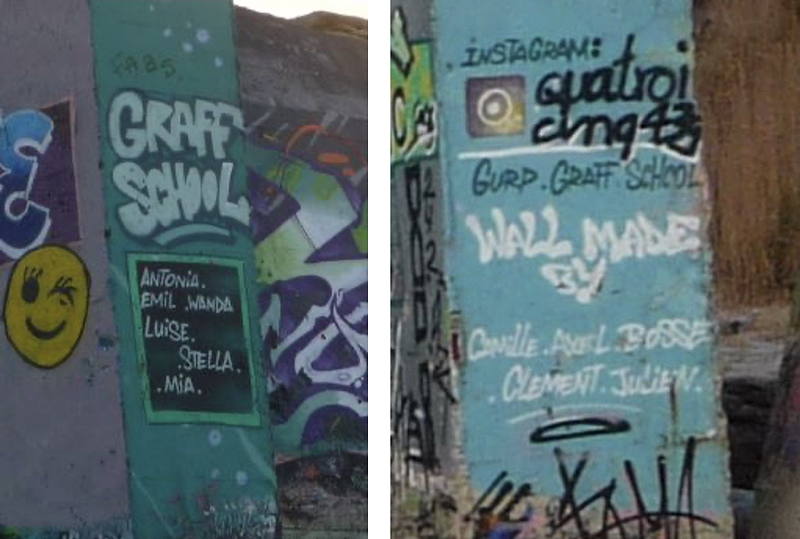 FABS.
GRAFF
SCHOOL
ANTONIA.
EMIL .WANDA
LUISE.
.STELLA.
.MIA.
.INSTAGRAM:
quatroi
cinq43
GURP.GRAFF SCHOOL
WALL MADE
BY
CAMILLE.AXEL.BOSSE
.CLEMENT.JULIEN.